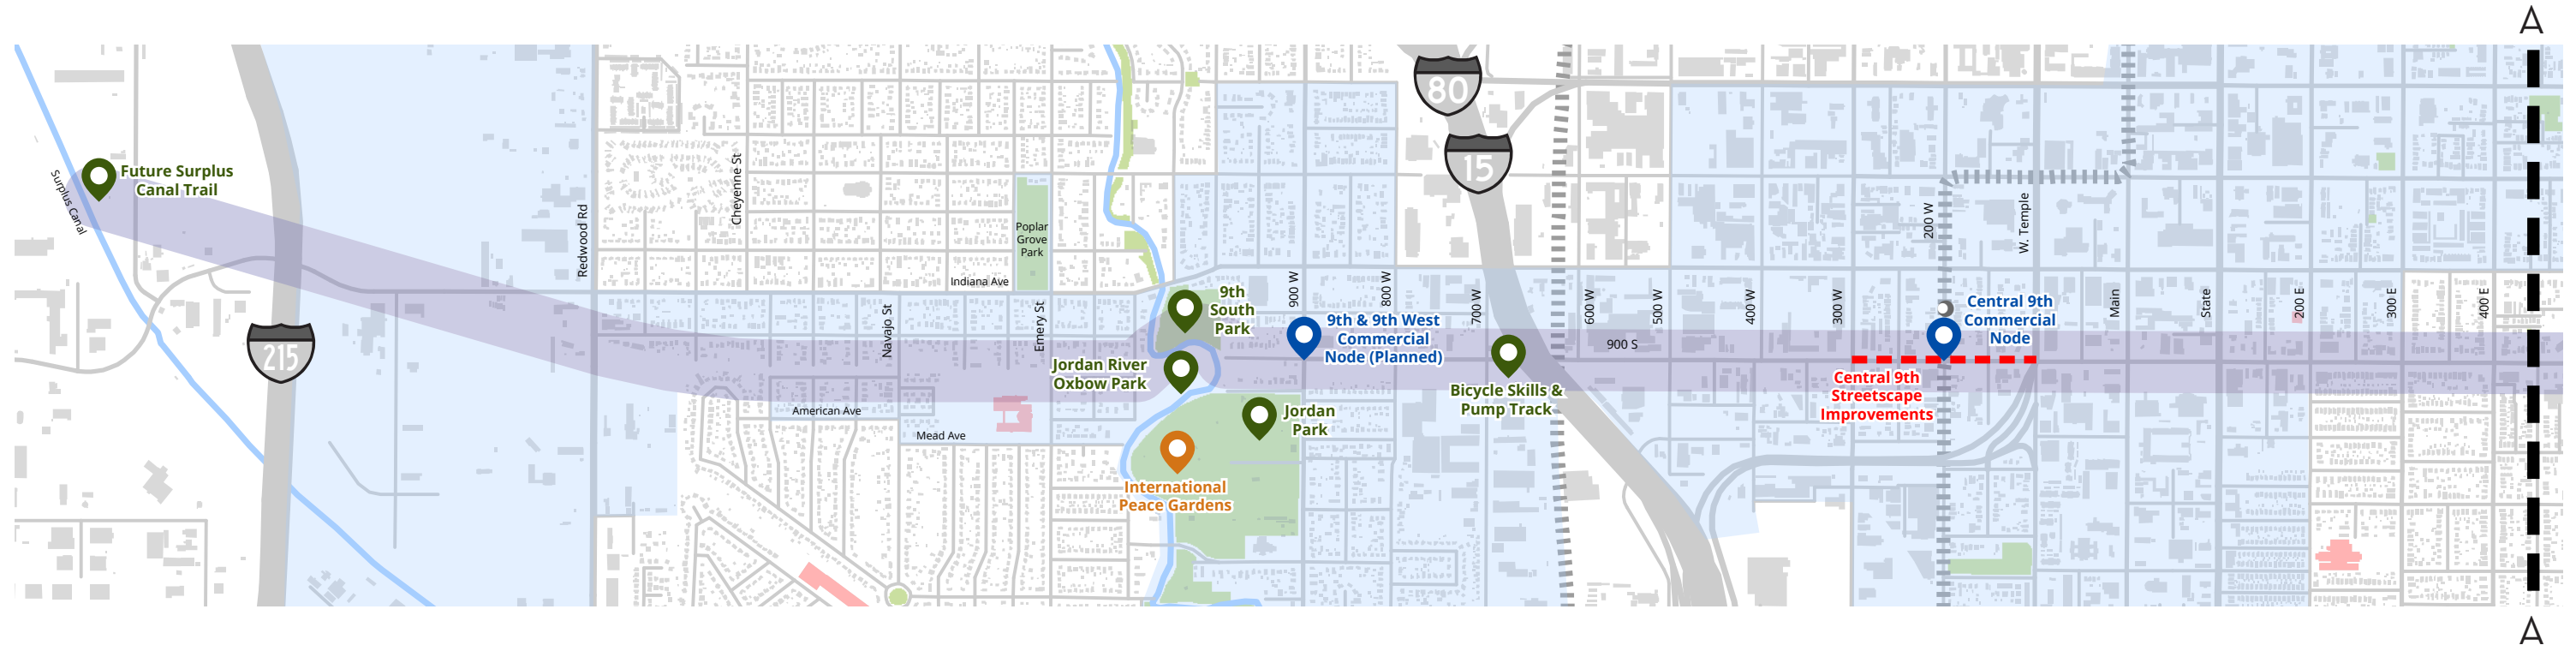 A
80
15
Future Surplus
Canal Trail
Surplus Canal
Redwood Rd
Cheyenne St
Poplar
Grove
Park
Indiana Ave
200 W
W. Temple
9th
South
Park
900 W
800 W
700 W
600 W
500 W
400 W
300 W
Main
State
200 E
300 E
400 E
Central 9th
Commercial
Node
9th & 9th West
Commercial
Node (Planned)
900 S
215
Navajo St
Emery St
Jordan River
Oxbow Park
Bicycle Skills &
Pump Track
Central 9th
Streetscape
Improvements
American Ave
Jordan
Park
Mead Ave
International
Peace Gardens
A